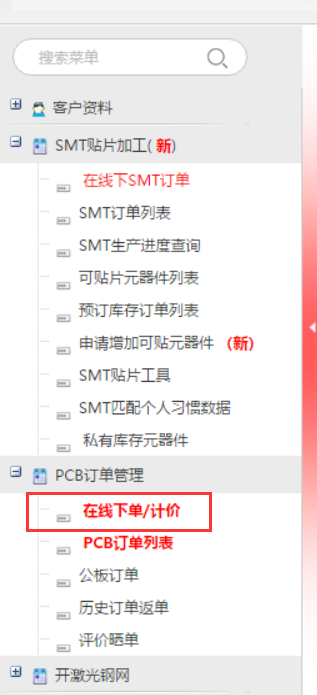 搜索菜单
客户资料
SMT贴片加工( 新)
在线下SMT订单
SMT订单列表
SMT生产进度查询
可贴片元器件列表
预订库存订单列表
申请增加可贴元器件 (新)
SMT贴片工具
SMT匹配个人习惯数据
私有库存元器件
PCB订单管理
在线下单/计价
PCB订单列表
公板订单
历史订单返单
评价晒单
开激光钢网